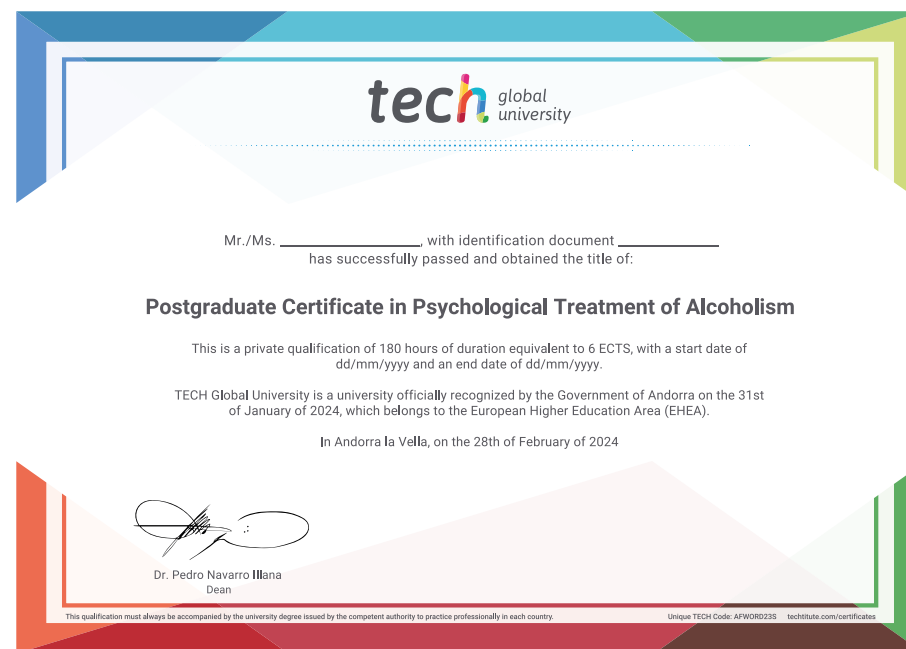 tech global
university
Mr./Ms. ____________________, with identification document ______________
has successfully passed and obtained the title of:
Postgraduate Certificate in Psychological Treatment of Alcoholism
This is a private qualification of 180 hours of duration equivalent to 6 ECTS, with a start date of
dd/mm/yyyy and an end date of dd/mm/yyyy.
TECH Global University is a university officially recognized by the Government of Andorra on the 31st
of January of 2024, which belongs to the European Higher Education Area (EHEA).
In Andorra la Vella, on the 28th of February of 2024
Dr. Pedro Navarro Illana
Dean
This qualification must always be accompanied by the university degree issued by the competent authority to practice professionally in each country.
Unique TECH Code: AFWORD23S techtitute.com/certificates